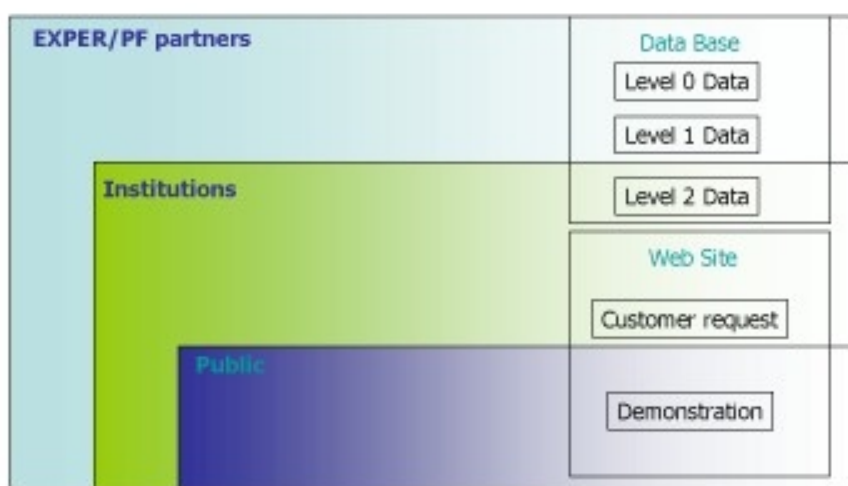 EXPER/PF partners
Data Base
Level 0 Data
Level 1 Data
Institutions
Level 2 Data
Web Site
Customer request
Public
Demonstration